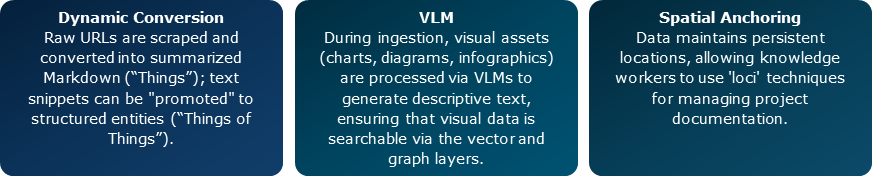 Dynamic Conversion
Raw URLs are scraped and
converted into summarized
Markdown (“Things”); text
snippets can be "promoted" to
structured entities (“Things of
Things”).
VLM
During ingestion, visual assets
(charts, diagrams, infographics)
are processed via VLMs to
generate descriptive text,
ensuring that visual data is
searchable via the vector and
graph layers.
Spatial Anchoring
Data maintains persistent
locations, allowing knowledge
workers to use 'loci' techniques
for managing project
documentation.